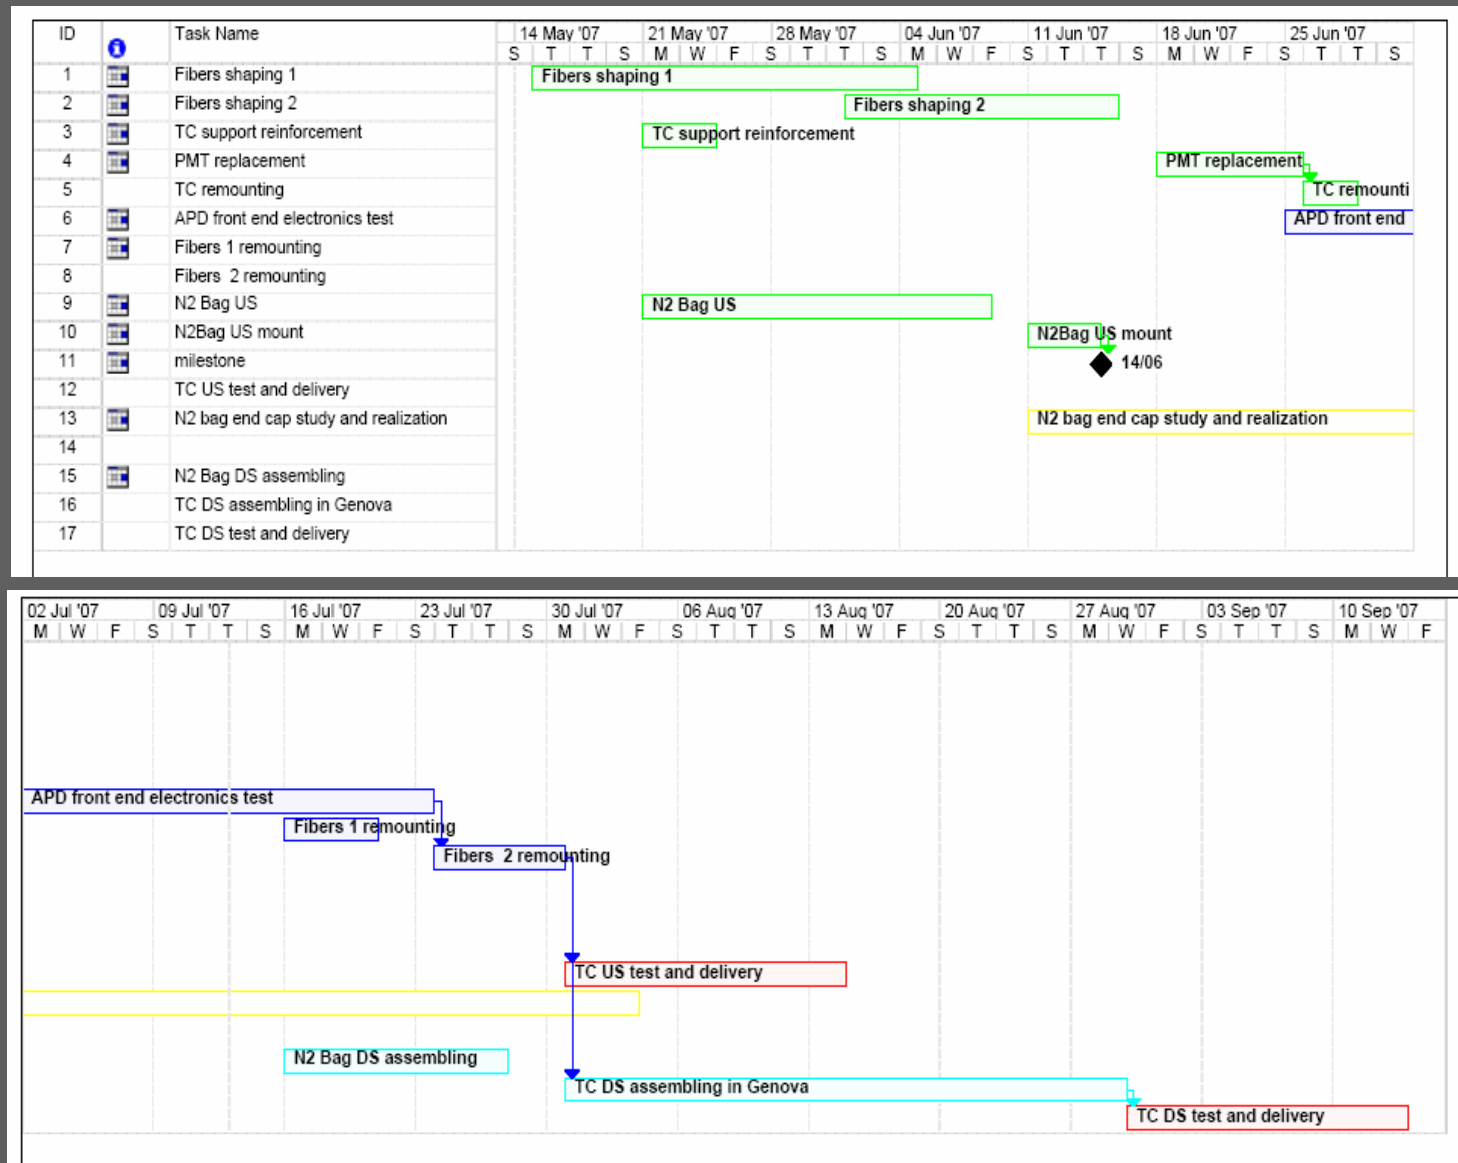 ID Task Name 14 May '07 21 May '07 28 May '07 04 Jun '07 11 Jun '07 18 Jun '07 25 Jun '07
S T T S M W F S T T S M W F S T T S M W F S T T S
1 Fibers shaping 1 Fibers shaping 1
2 Fibers shaping 2 Fibers shaping 2
3 TC support reinforcement TC support reinforcement
4 PMT replacement PMT replacement
5 TC remounting TC remounti
6 APD front end electronics test APD front end
7 Fibers 1 remounting
8 Fibers 2 remounting
9 N2 Bag US N2 Bag US
10 N2Bag US mount N2Bag US mount
11 milestone 14/06
12 TC US test and delivery
13 N2 bag end cap study and realization N2 bag end cap study and realization
14
15 N2 Bag DS assembling
16 TC DS assembling in Genova
17 TC DS test and delivery
02 Jul '07 09 Jul '07 16 Jul '07 23 Jul '07 30 Jul '07 06 Aug '07 13 Aug '07 20 Aug '07 27 Aug '07 03 Sep '07 10 Sep '07
M W F S T T S M W F S T T S M W F S T T S M W F S T T S M W F S T T S M W F
APD front end electronics test
Fibers 1 remounting
Fibers 2 remounting
TC US test and delivery
N2 Bag DS assembling
TC DS assembling in Genova
TC DS test and delivery